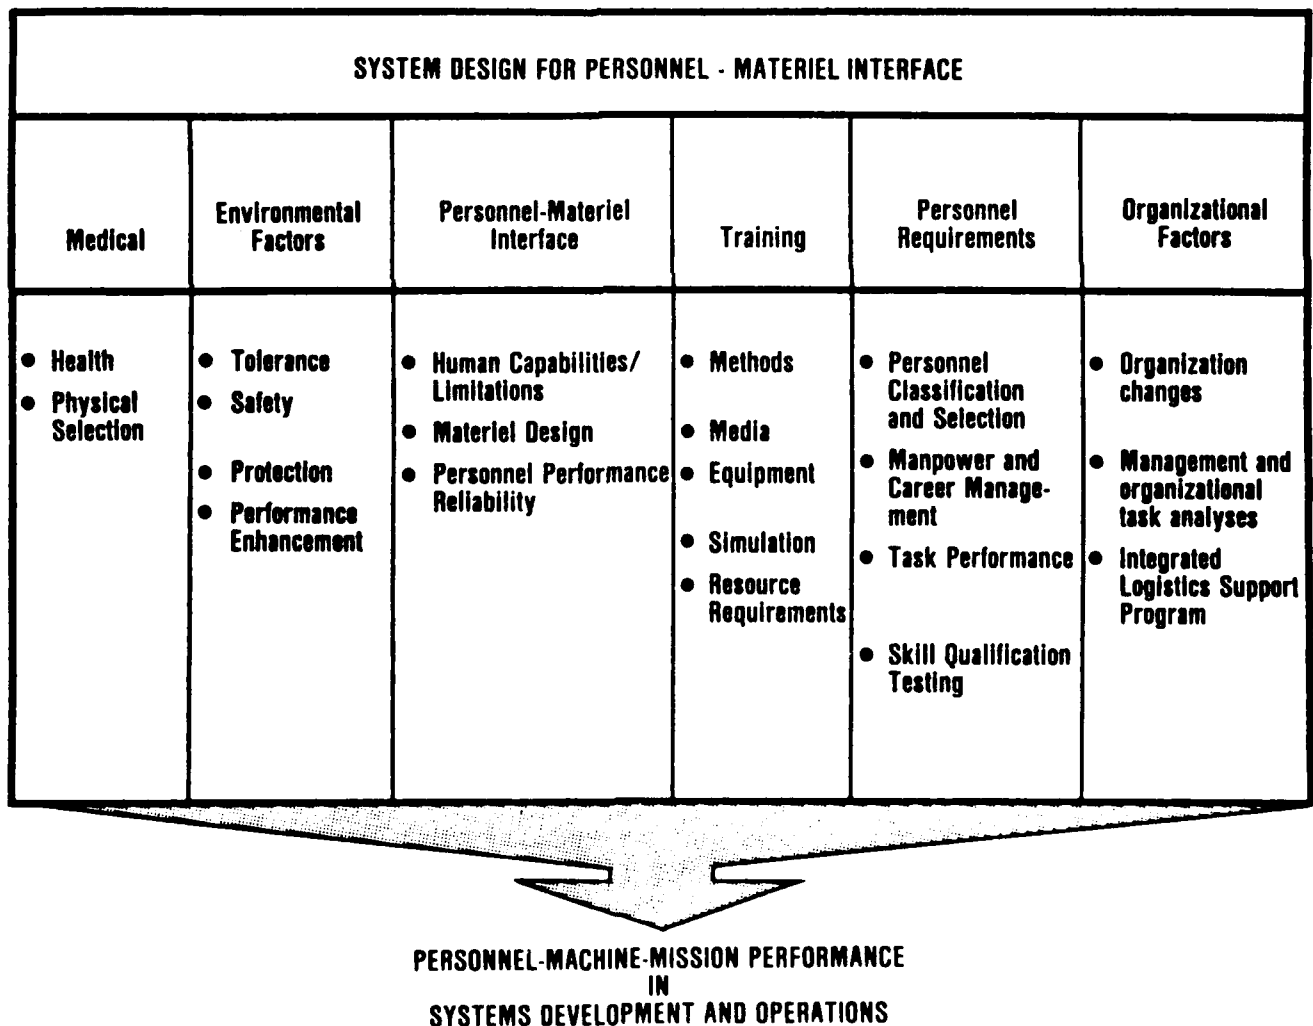 SYSTEM DESIGN FOR PERSONNEL - MATERIEL INTERFACE
Medical
Environmental
Factors
Personnel-Materiel
Interface
Training
Personnel
Requirements
Organizational
Factors
● Health
● Physical
Selection
● Tolerance
● Safety
● Protection
● Performance
Enhancement
● Human Capabilities/
Limitations
● Materiel Design
● Personnel Performance
Reliability
● Methods
● Media
● Equipment
● Simulation
● Resource
Requirements
● Personnel
Classification
and Selection
● Manpower and
Career Manage-
ment
● Task Performance
● Skill Qualification
Testing
● Organization
changes
● Management and
organizational
task analyses
● Integrated
Logistics Support
Program
PERSONNEL-MACHINE-MISSION PERFORMANCE
IN
SYSTEMS DEVELOPMENT AND OPERATIONS